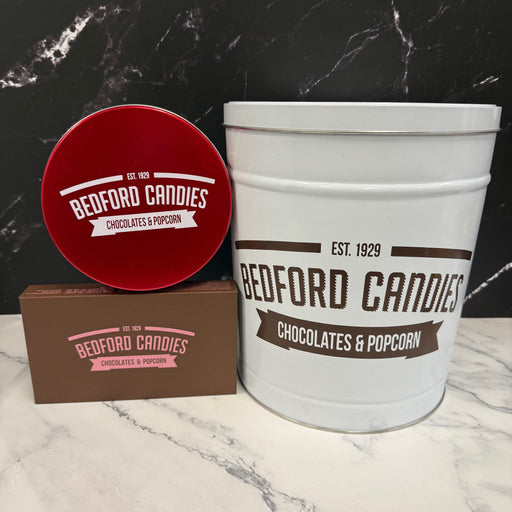 EST. 1929
BEDFORD CANDIES
CHOCOLATES & POPCORN
EST. 1929
BEDFORD CANDIES
CHOCOLATES & POPCORN
EST. 1929
BEDFORD CANDIES
CHOCOLATES & POPCORN